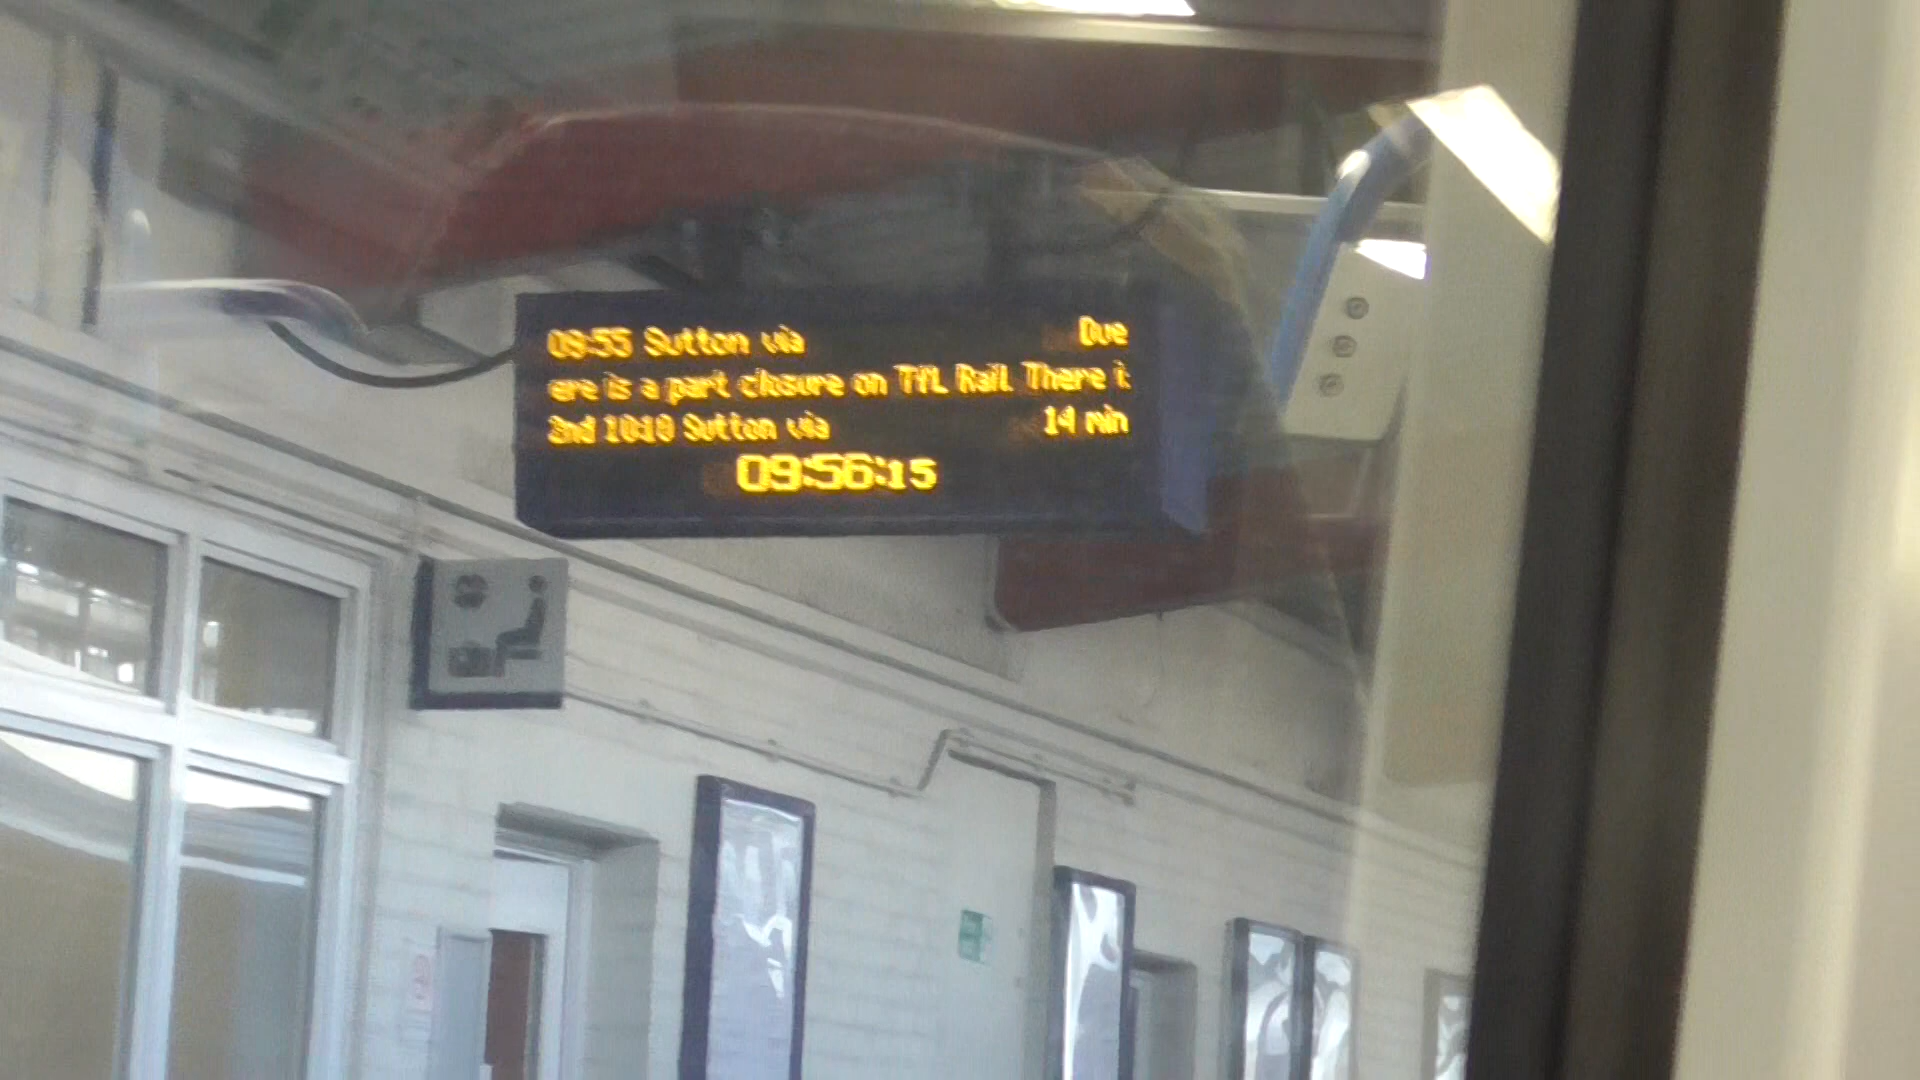 09:55 Sutton via Due
ere is a part closure on TfL Rail. There i
2nd 10:10 Sutton via 14 min
09:56:15